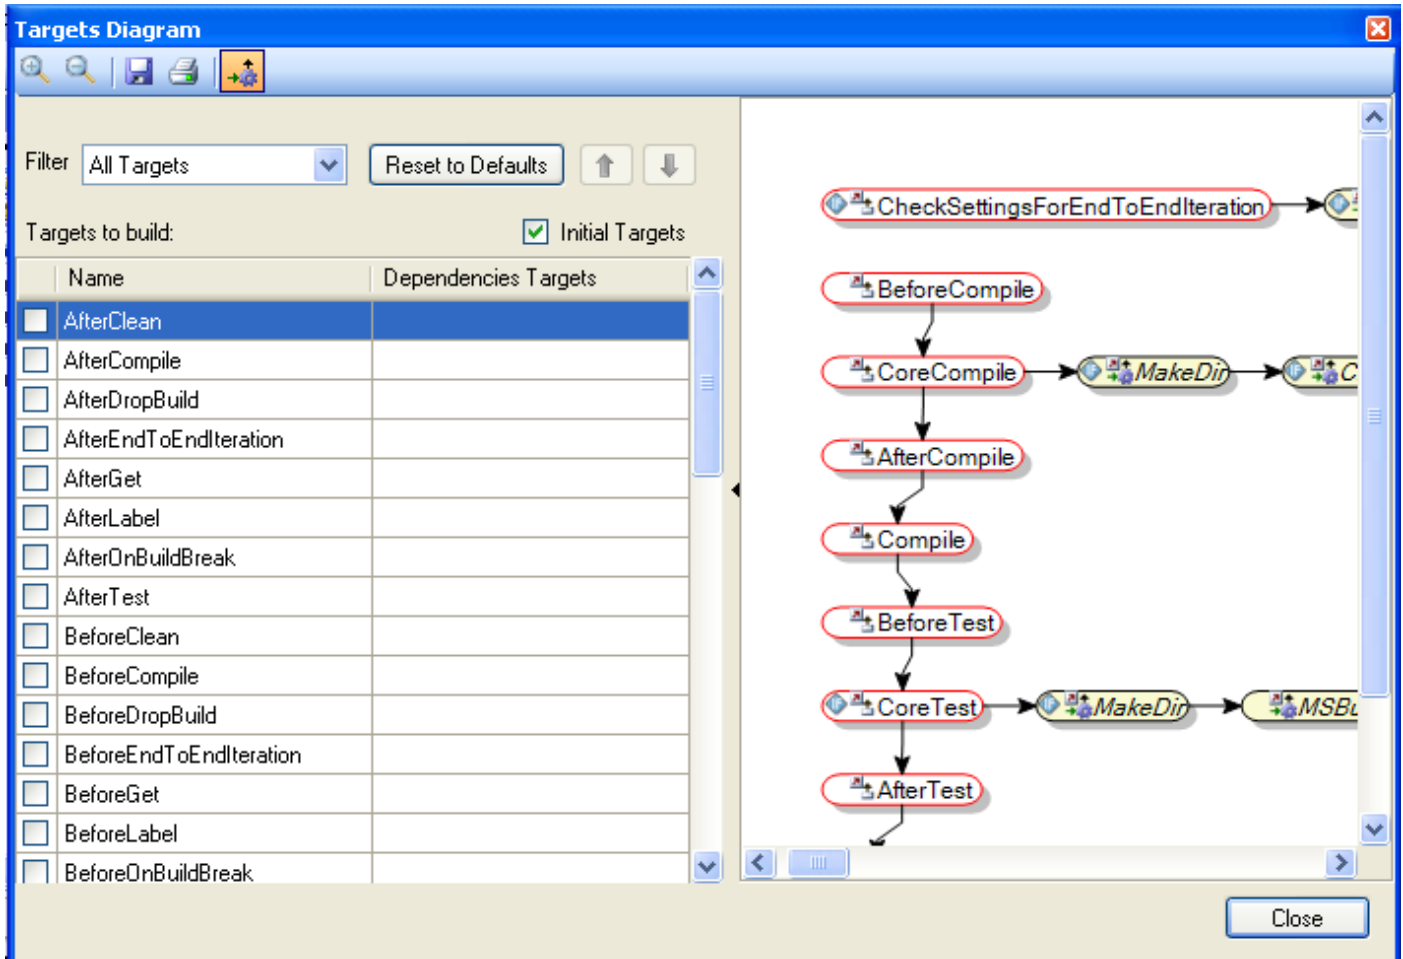 Targets Diagram
Filter All Targets Reset to Defaults
Targets to build: Initial Targets
Name Dependencies Targets
AfterClean
AfterCompile
AfterDropBuild
AfterEndToEndIteration
AfterGet
AfterLabel
AfterOnBuildBreak
AfterTest
BeforeClean
BeforeCompile
BeforeDropBuild
BeforeEndToEndIteration
BeforeGet
BeforeLabel
BeforeOnBuildBreak
CheckSettingsForEndToEndIteration
BeforeCompile
CoreCompile MakeDir C
AfterCompile
Compile
BeforeTest
CoreTest MakeDir MSBu
AfterTest
Close